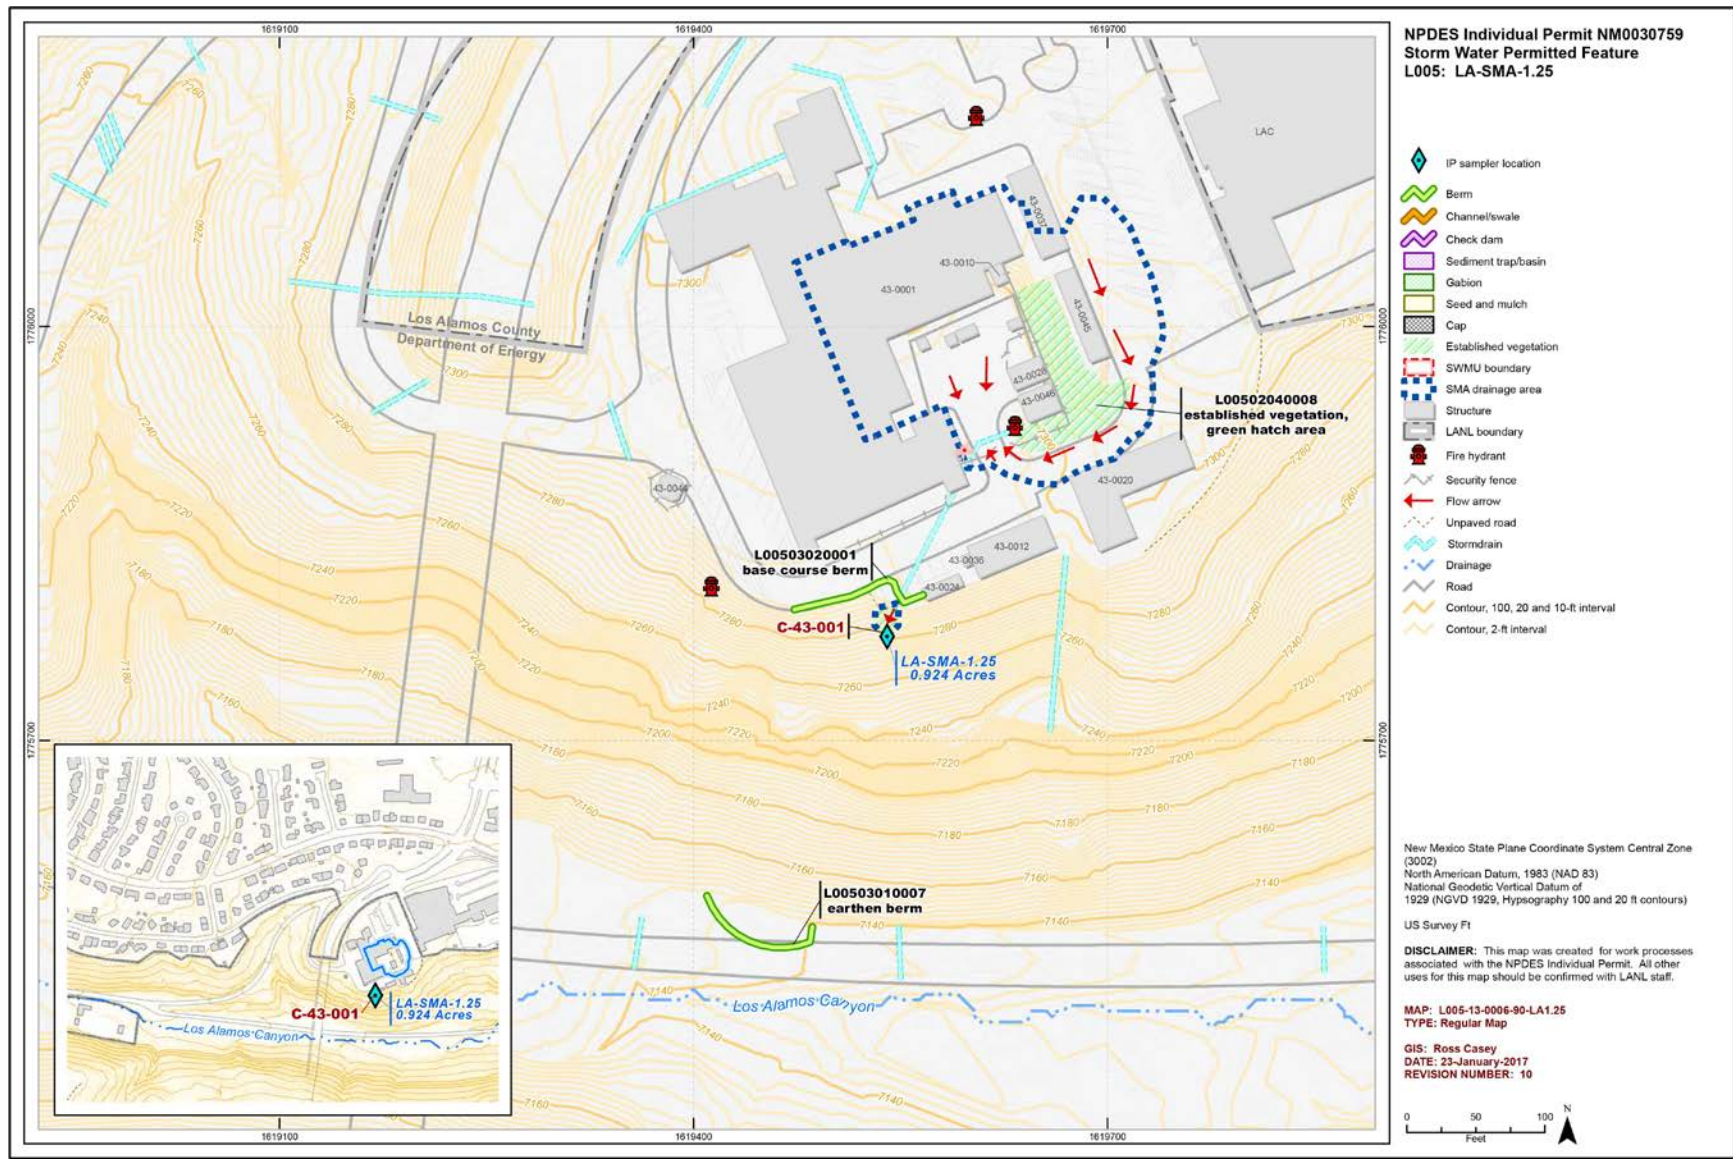 1619100
1619400
1619700
NPDES Individual Permit NM0030759
Storm Water Permitted Feature
L005: LA-SMA-1.25
IP sampler location
Berm
Channel/swale
Check dam
Sediment trap/basin
Gabion
Seed and mulch
Cap
Established vegetation
SWMU boundary
SMA drainage area
Structure
LANL boundary
Fire hydrant
Security fence
Flow arrow
Unpaved road
Stormdrain
Drainage
Road
Contour, 100, 20 and 10-ft interval
Contour, 2-ft interval
New Mexico State Plane Coordinate System Central Zone
(3002)
North American Datum, 1983 (NAD 83)
National Geodetic Vertical Datum of
1929 (NGVD 1929, Hypsography 100 and 20 ft contours)
US Survey Ft
DISCLAIMER: This map was created for work processes
associated with the NPDES Individual Permit. All other
uses for this map should be confirmed with LANL staff.
MAP: L005-13-0006-90-LA1.25
TYPE: Regular Map
GIS: Ross Casey
DATE: 23-January-2017
REVISION NUMBER: 10
0 50 100
Feet
N
LAC
43-0037
43-0010
43-0001
43-0045
43-0028
43-0046
43-0020
43-0044
43-0012
43-0036
43-0024
1776000
1776000
1775700
1775700
Los Alamos County
Department of Energy
L00502040008
established vegetation,
green hatch area
L00503020001
base course berm
C-43-001
LA-SMA-1.25
0.924 Acres
L00503010007
earthen berm
Los Alamos Canyon
7260
7280
7300
7240
7220
7200
7180
7160
7140
C-43-001
LA-SMA-1.25
0.924 Acres
Los Alamos Canyon
1619100
1619400
1619700